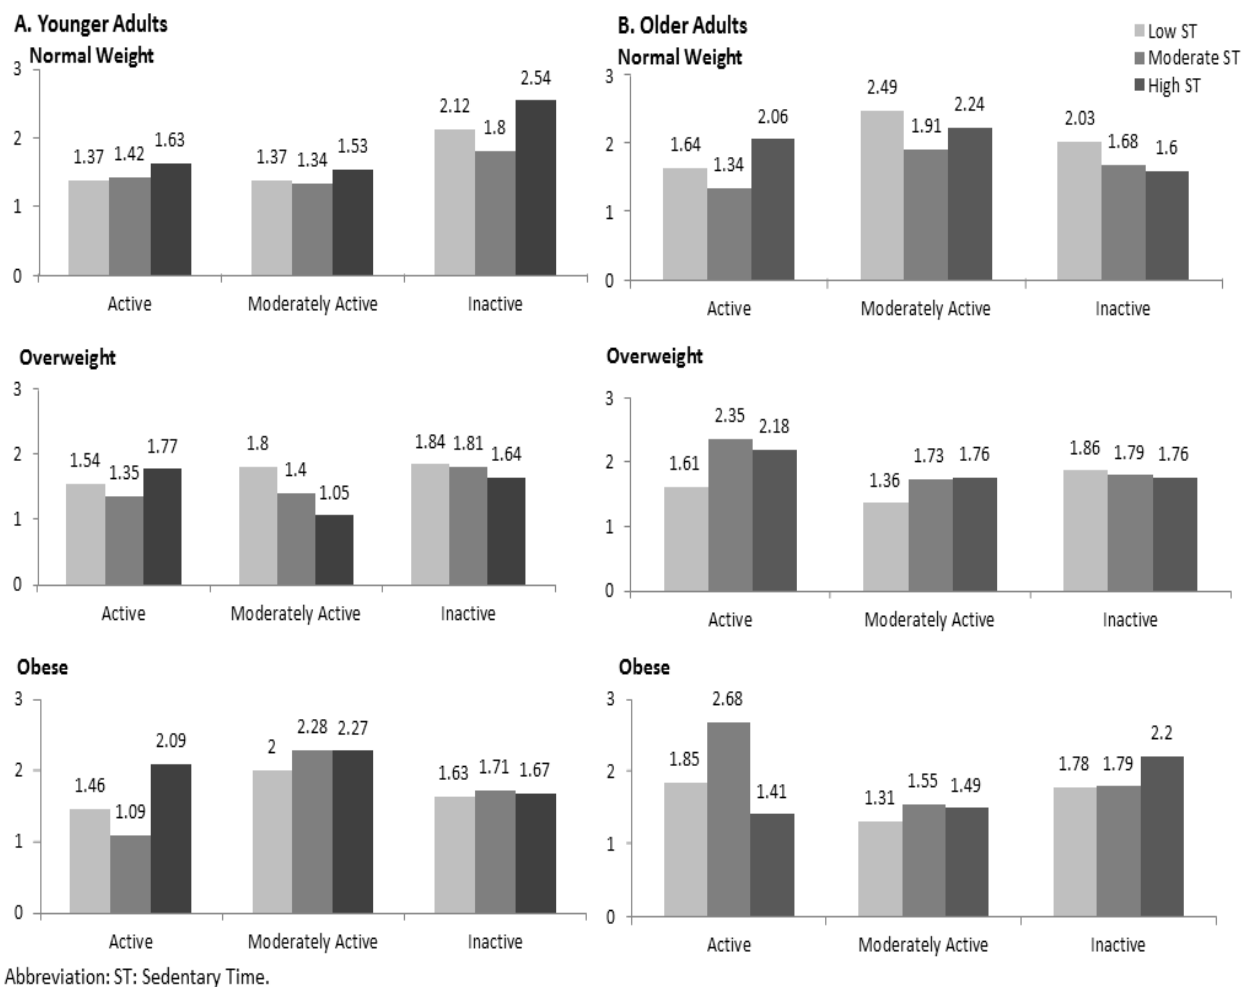 A. Younger Adults
Normal Weight
3
2
1
0
1.37 1.42 1.63
1.37 1.34 1.53
2.12 1.8 2.54
Active Moderately Active Inactive
Overweight
3
2
1
0
1.54 1.35 1.77
1.8 1.4 1.05
1.84 1.81 1.64
Active Moderately Active Inactive
Obese
3
2
1
0
1.46 1.09 2.09
2 2.28 2.27
1.63 1.71 1.67
Active Moderately Active Inactive
B. Older Adults
Normal Weight
Low ST
Moderate ST
High ST
3
2
1
0
1.64 1.34 2.06
2.49 1.91 2.24
2.03 1.68 1.6
Active Moderately Active Inactive
Overweight
3
2
1
0
1.61 2.35 2.18
1.36 1.73 1.76
1.86 1.79 1.76
Active Moderately Active Inactive
Obese
3
2
1
0
1.85 2.68 1.41
1.31 1.55 1.49
1.78 1.79 2.2
Active Moderately Active Inactive
Abbreviation: ST: Sedentary Time.